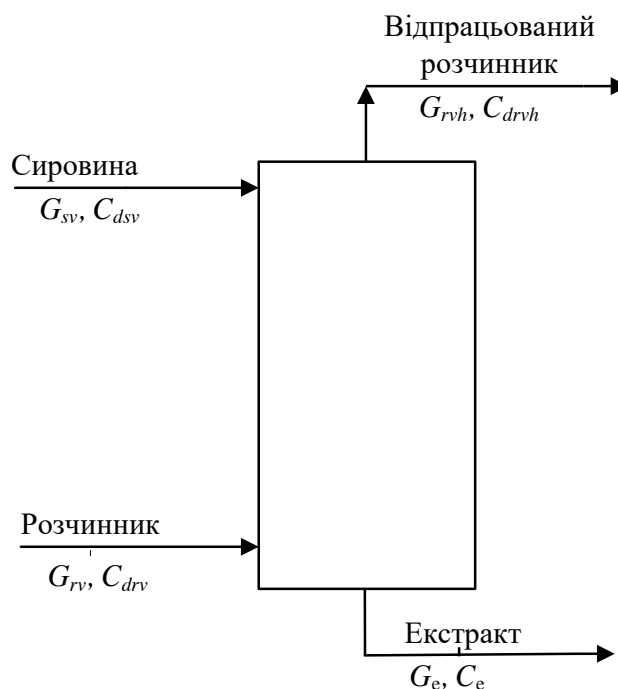 Відпрацьований
розчинник
Grvh, Cdrvh
Сировина
Gsv, Cdsv
Розчинник
Grv, Cdrv
Екстракт
Ge, Ce